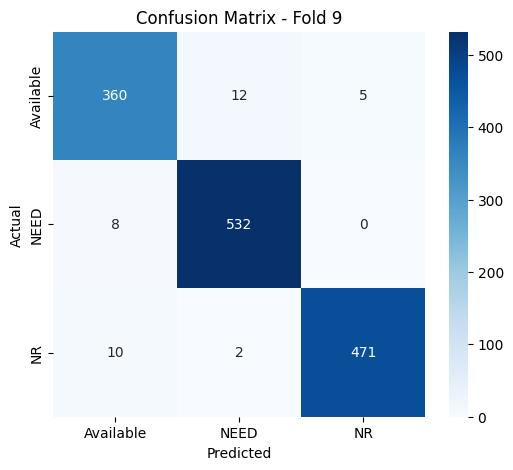 Confusion Matrix - Fold 9
Available 360 12 5
NEED 8 532 0
NR 10 2 471
Available NEED NR
Actual
Predicted
500
400
300
200
100
0